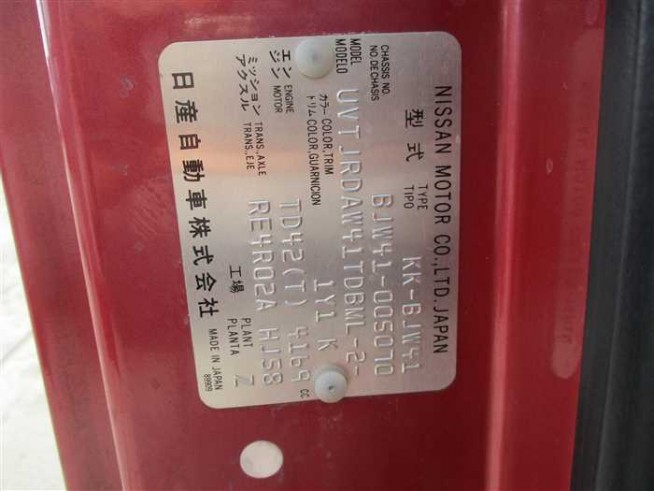 NISSAN MOTOR CO.,LTD.JAPAN
型式 TYPE TIPO KK-BJW41
CHASSIS NO. NO. DE CHASIS BJW41-005070
MODEL MODELO UVTJRDAW41TDBML-2-
カラー COLOR,TRIM トリム COLOR,GUARNICION 1Y1 K
エンジン ENGINE MOTOR TD42(T) 4169 CC
ミッション アクスル TRANS.,AXLE TRANS.,EJE RE4R02A HJ58
工場 PLANT PLANTA Z
日産自動車株式会社 MADE IN JAPAN 89909